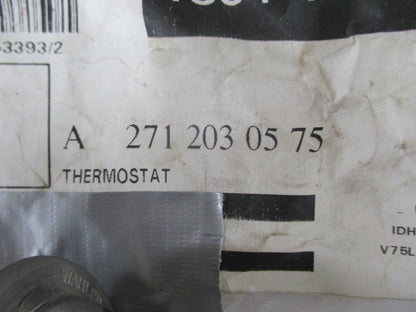 53393/2
A 271 203 05 75
THERMOSTAT
IDH
V75L